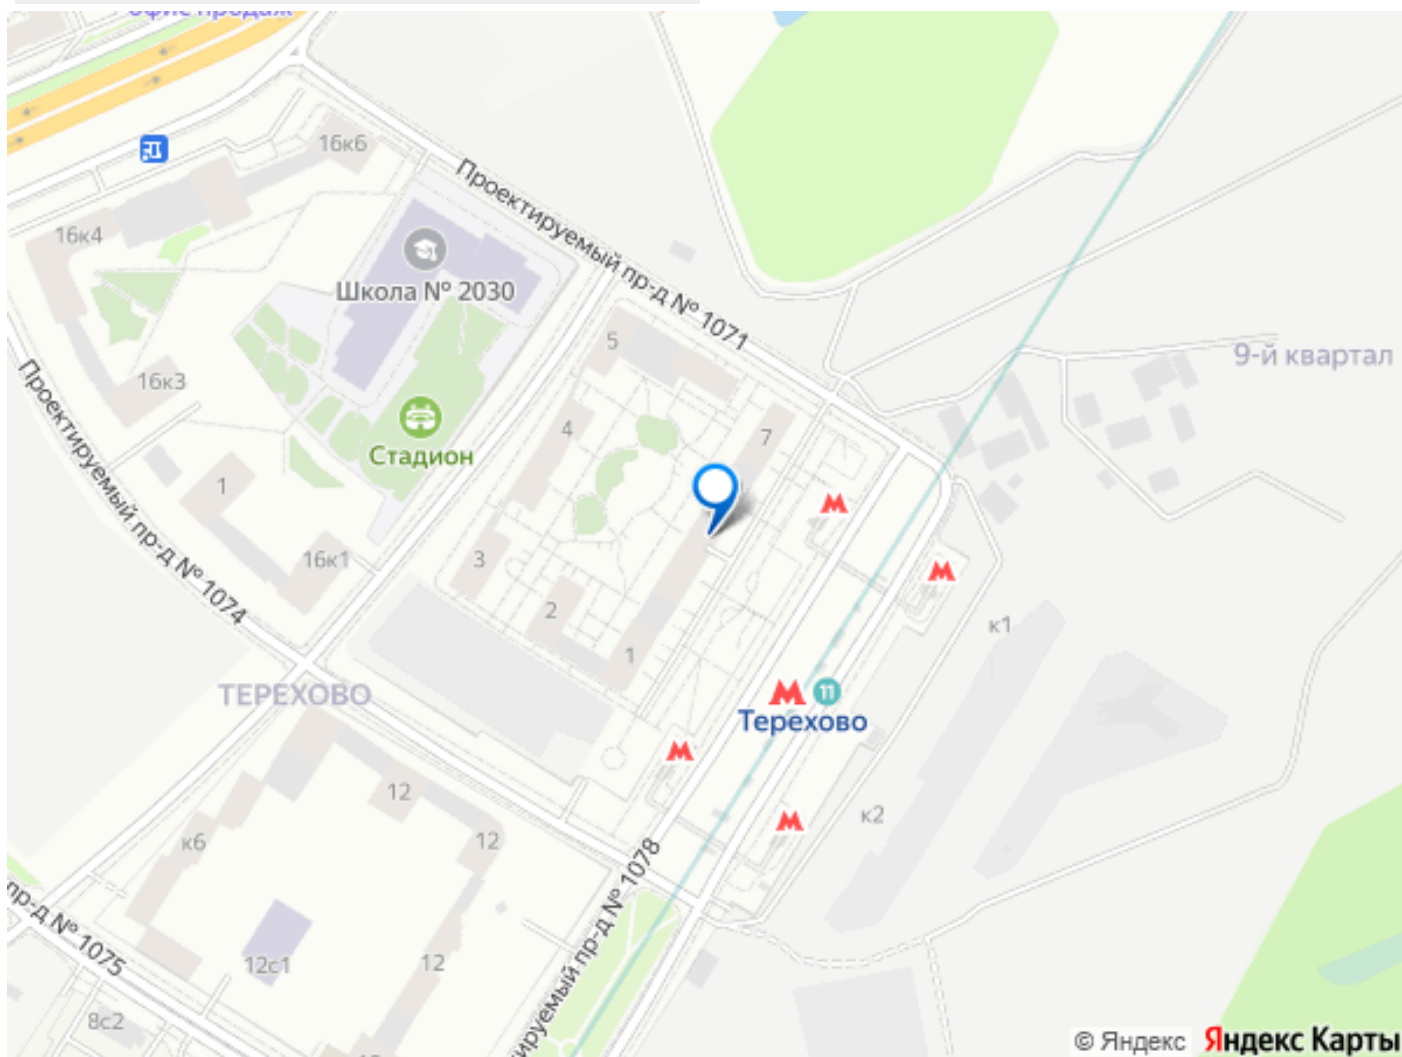 офис продаж
16к6
16к4
Проектируемый пр-д № 1071
Школа № 2030
5
9-й квартал
16к3
Проектируемый пр-д № 1074
Стадион
4
7
1
16к1
3
2
к1
1
ТЕРЕХОВО
11
Терехово
12
к6
12
к2
пр-д № 1075
12с1
12
пр-д № 1078
8с2
© Яндекс Яндекс Карты